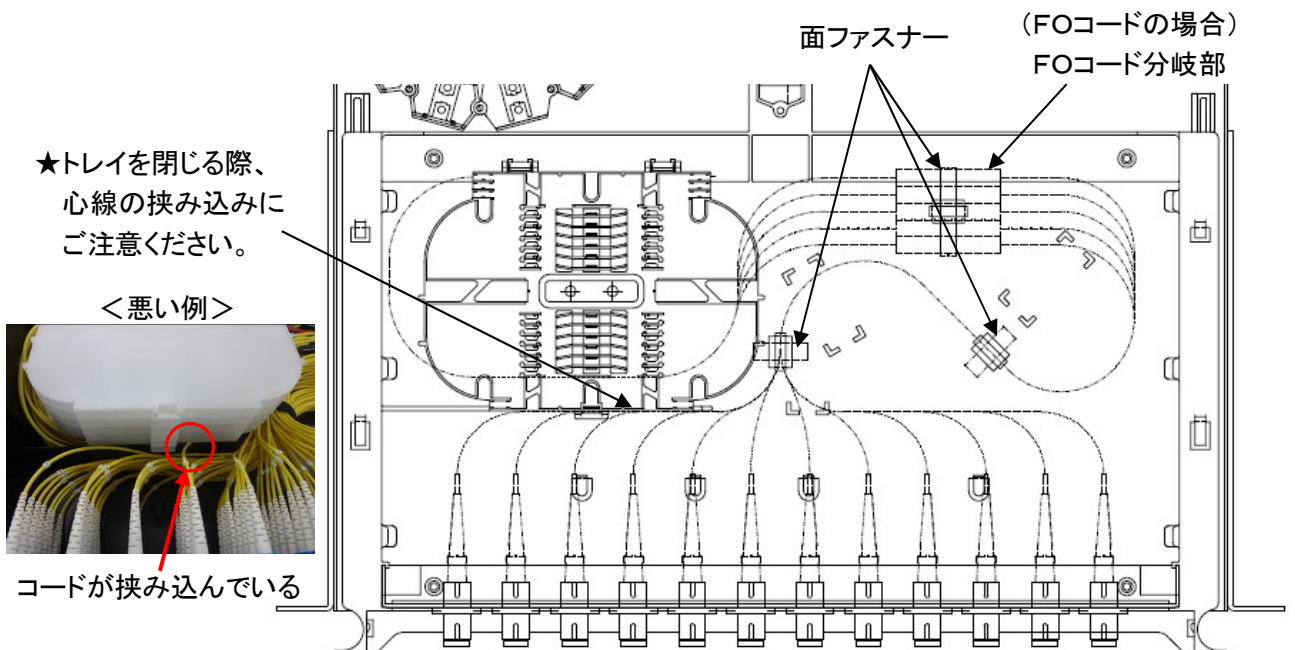 面ファスナー
(FOコードの場合)
FOコード分岐部
★トレイを閉じる際、
心線の挟み込みに
ご注意ください。
＜悪い例＞
コードが挟み込んでいる